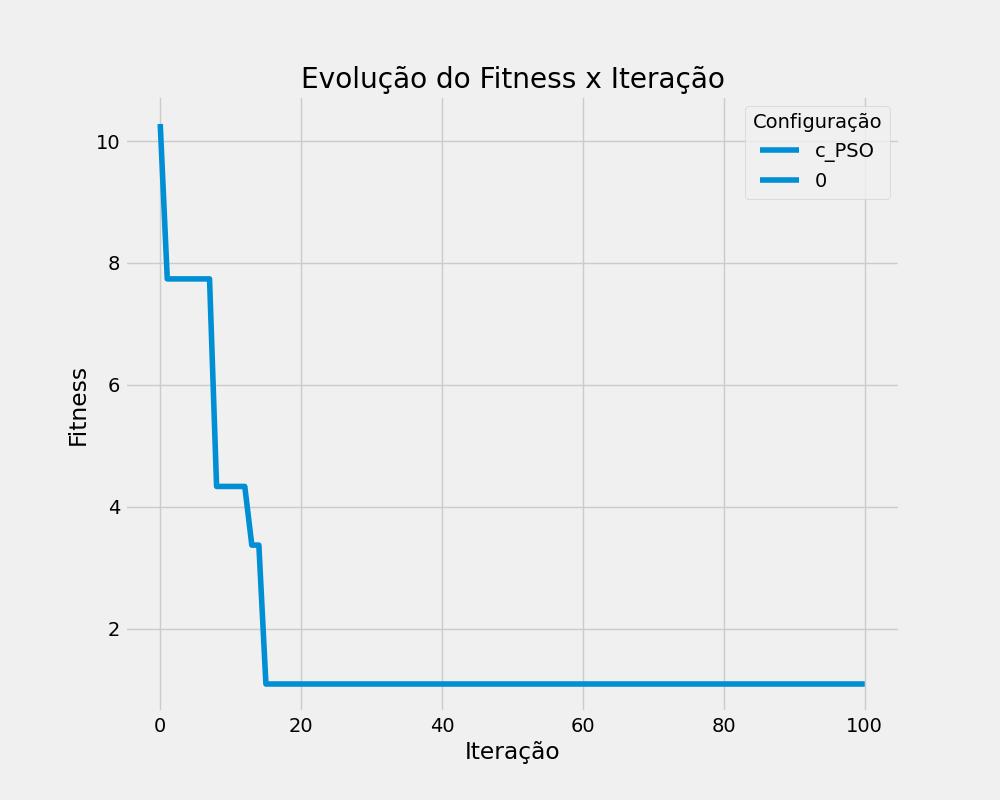 Evolução do Fitness x Iteração
Configuração
c_PSO
0
10
8
6
4
2
Fitness
0 20 40 60 80 100
Iteração